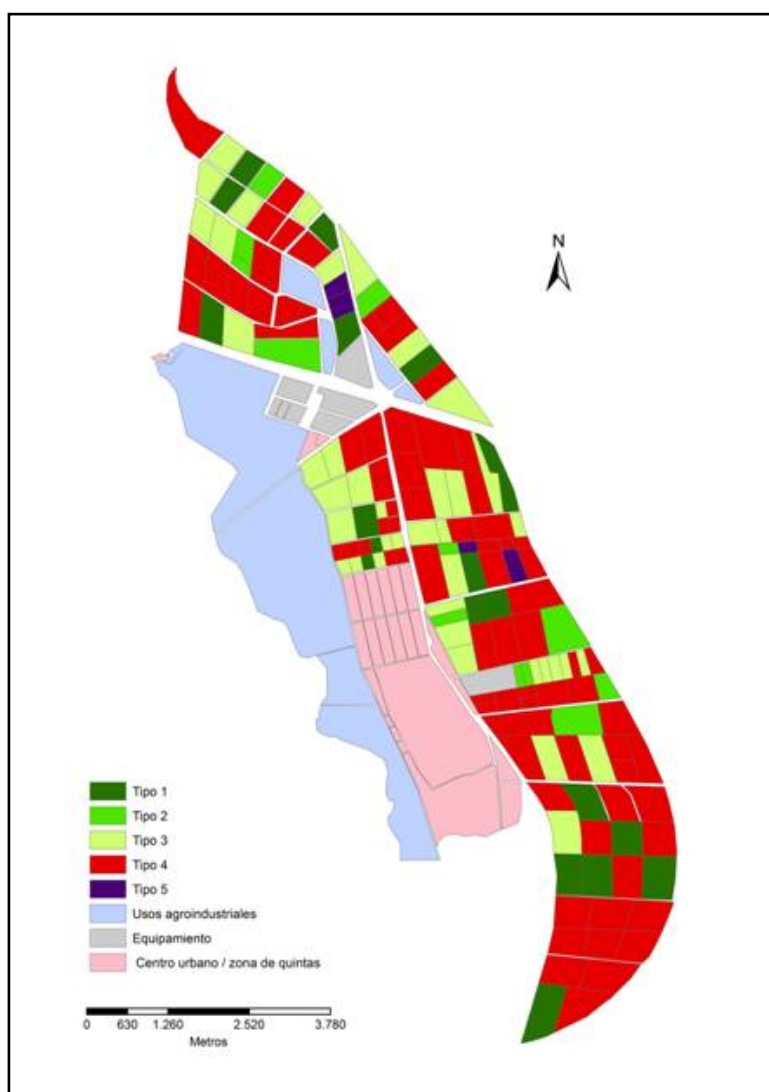 N
Tipo 1
Tipo 2
Tipo 3
Tipo 4
Tipo 5
Usos agroindustriales
Equipamiento
Centro urbano / zona de quintas
0 630 1.260 2.520 3.780
Metros